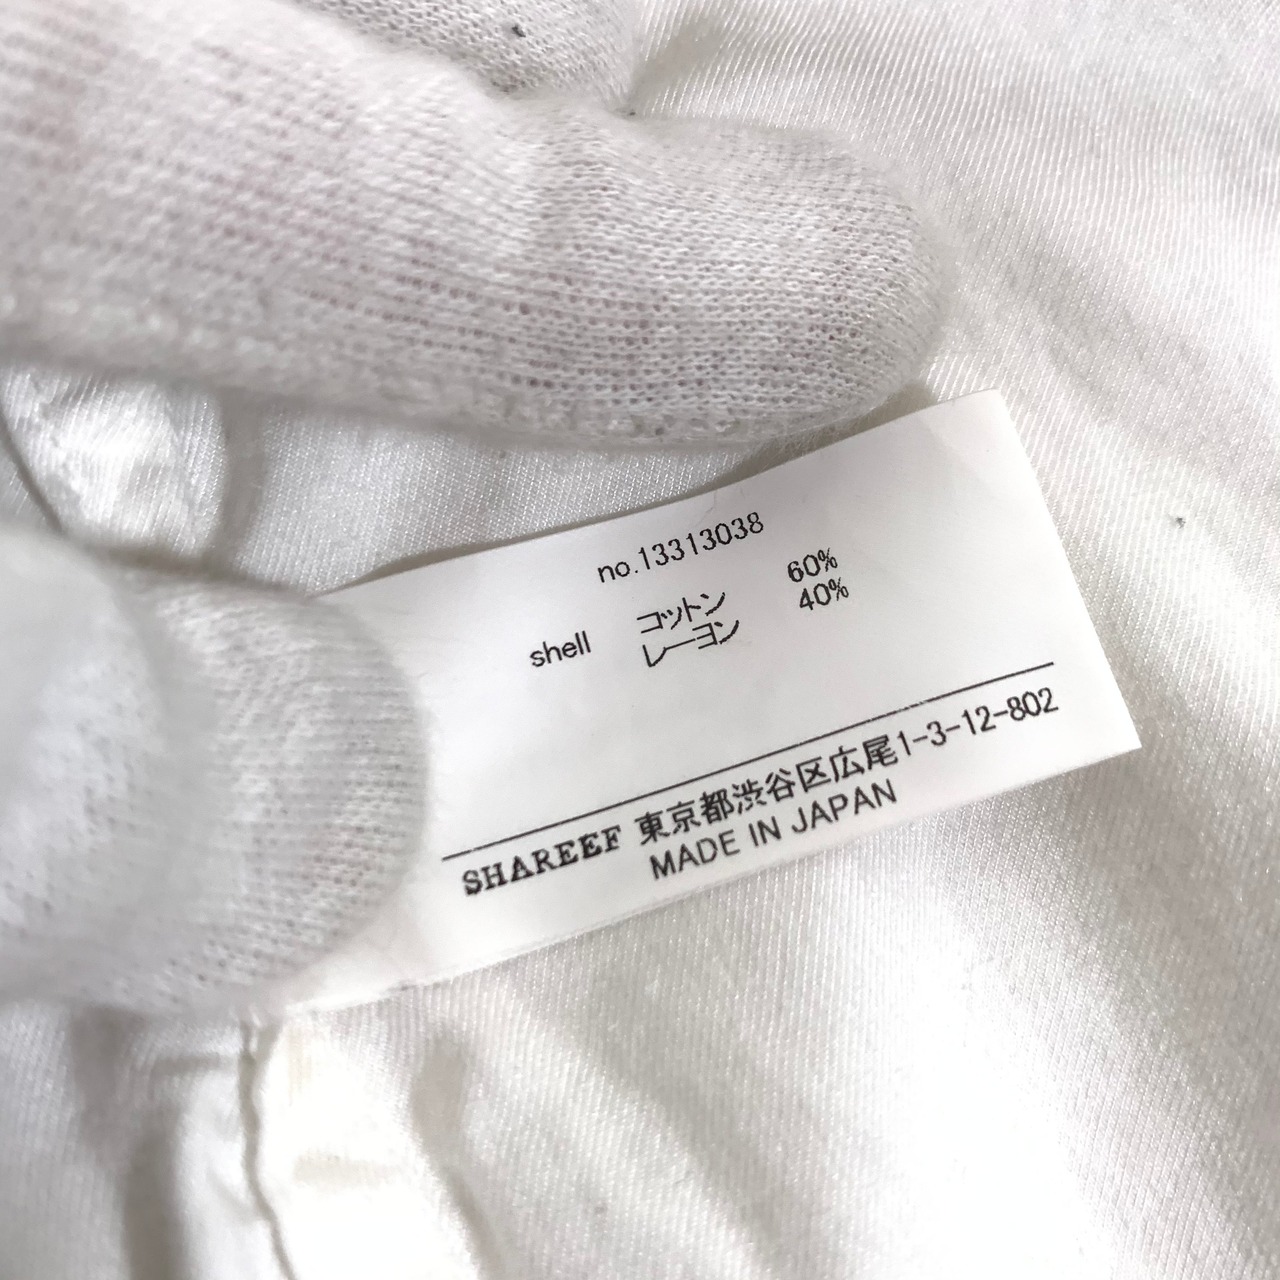 no.13313038
shell コットン 60%
レーヨン 40%
SHAREEF 東京都渋谷区広尾1-3-12-802
MADE IN JAPAN